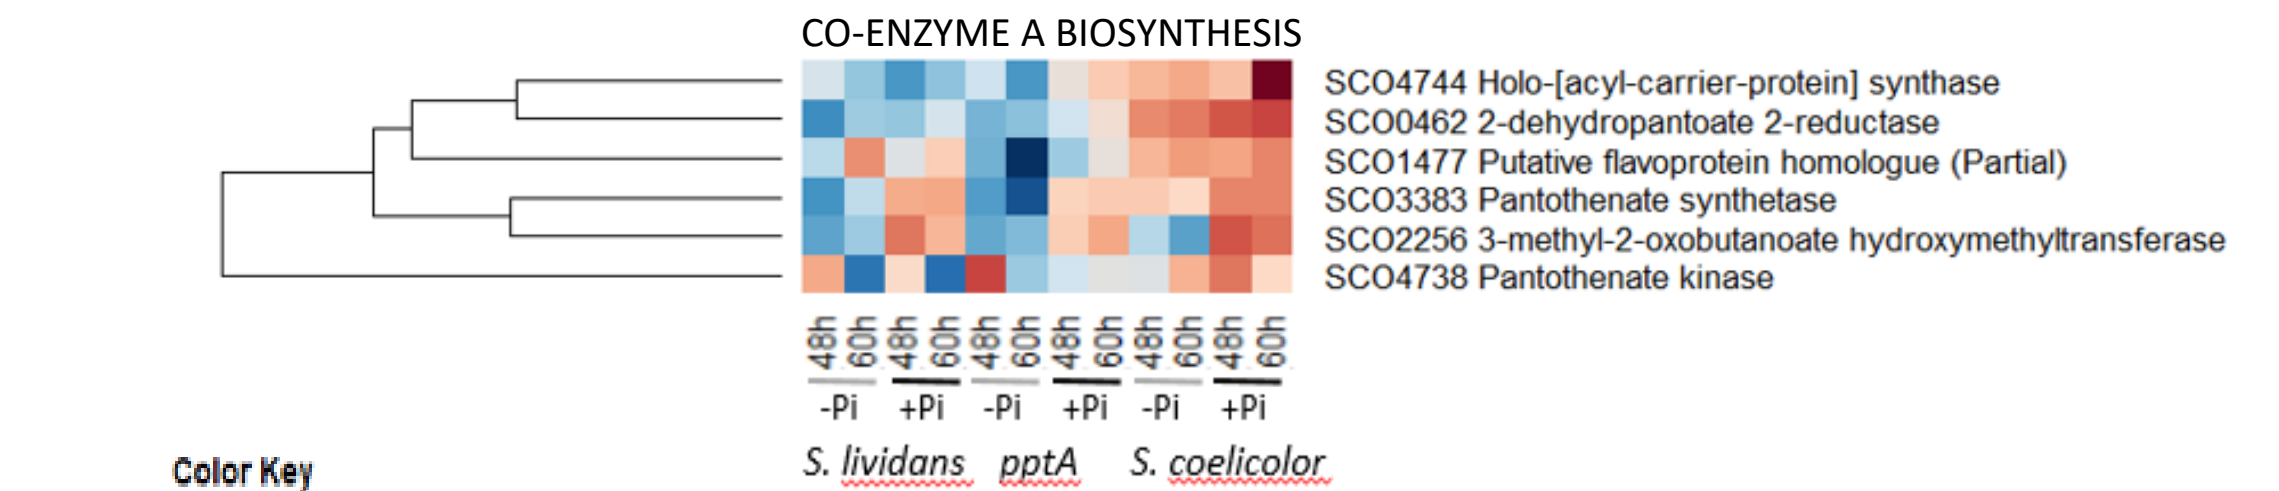 CO-ENZYME A BIOSYNTHESIS
SCO4744 Holo-[acyl-carrier-protein] synthase
SCO0462 2-dehydropantoate 2-reductase
SCO1477 Putative flavoprotein homologue (Partial)
SCO3383 Pantothenate synthetase
SCO2256 3-methyl-2-oxobutanoate hydroxymethyltransferase
SCO4738 Pantothenate kinase
48h 60h 48h 60h 48h 60h 48h 60h 48h 60h 48h 60h
-Pi +Pi -Pi +Pi -Pi +Pi
S. lividans pptA S. coelicolor
Color Key